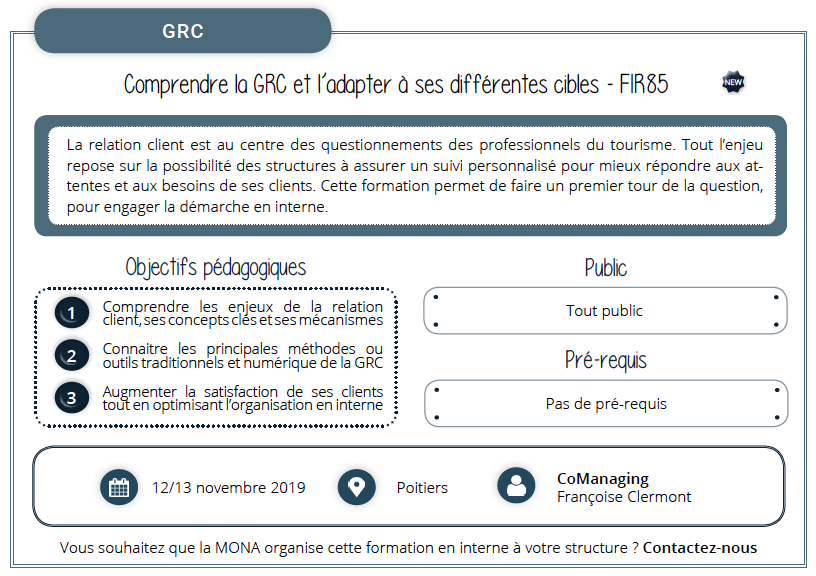 GRC
Comprendre la GRC et l'adapter à ses différentes cibles - FIR85
NEW
La relation client est au centre des questionnements des professionnels du tourisme. Tout l'enjeu
repose sur la possibilité des structures à assurer un suivi personnalisé pour mieux répondre aux at-
tentes et aux besoins de ses clients. Cette formation permet de faire un premier tour de la question,
pour engager la démarche en interne.
Objectifs pédagogiques
1
Comprendre les enjeux de la relation
client, ses concepts clés et ses mécanismes
2
Connaitre les principales méthodes ou
outils traditionnels et numérique de la GRC
3
Augmenter la satisfaction de ses clients
tout en optimisant l'organisation en interne
Public
Tout public
Pré-requis
Pas de pré-requis
12/13 novembre 2019
Poitiers
CoManaging
Françoise Clermont
Vous souhaitez que la MONA organise cette formation en interne à votre structure ? Contactez-nous